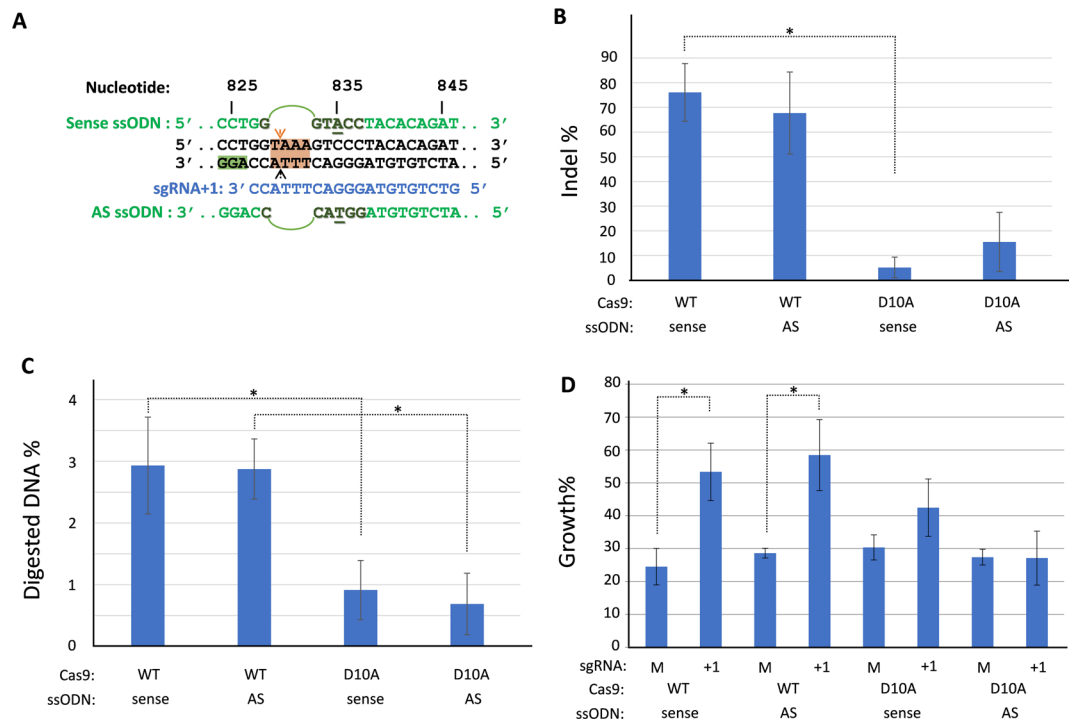 A
Nucleotide: 825 835 845
Sense ssODN : 5′..CCTGG GTACCTACACAGAT.. 3′
5′..CCTGGTAAAGTCCCTACACAGAT.. 3′
3′..GGACCATTTCAGGGATGTGTCTA.. 5′
sgRNA+1: 3′ CCATTTCAGGGATGTGTCTG 5′
AS ssODN : 3′..GGACC CATGGATGTGTCTA.. 5′
B
Indel %
90
80
70
60
50
40
30
20
10
0
*
Cas9: WT WT D10A D10A
ssODN: sense AS sense AS
C
Digested DNA %
4
3
2
1
0
*
*
Cas9: WT WT D10A D10A
ssODN: sense AS sense AS
D
Growth%
80
70
60
50
40
30
20
10
0
* *
sgRNA: M +1 M +1 M +1 M +1
Cas9: WT WT D10A D10A
ssODN: sense AS sense AS